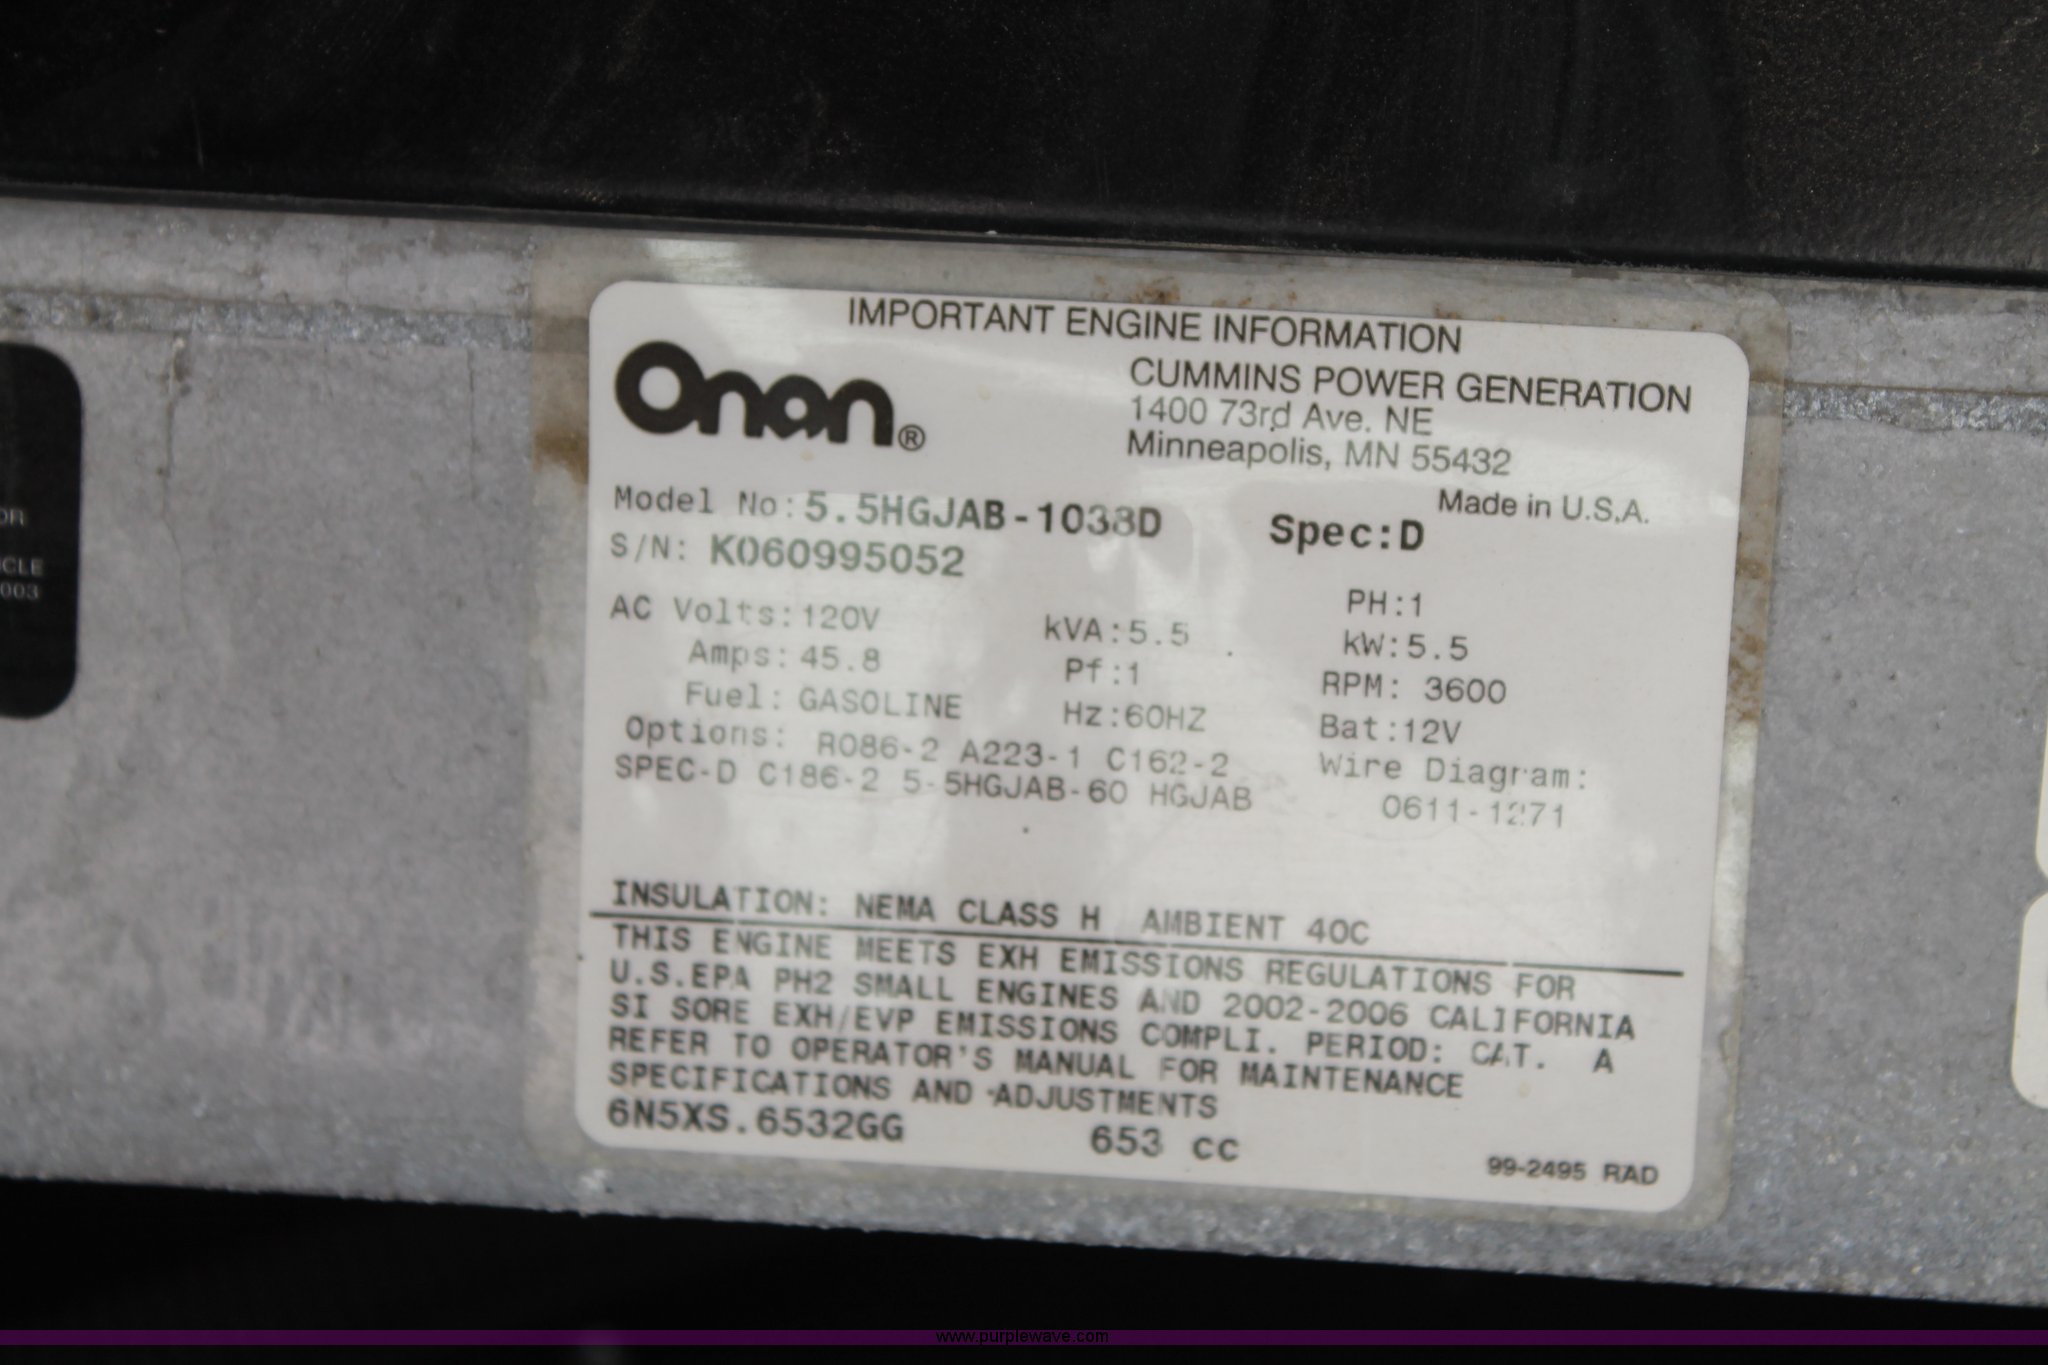 IMPORTANT ENGINE INFORMATION
Onan®
CUMMINS POWER GENERATION
1400 73rd Ave. NE
Minneapolis, MN 55432
Made in U.S.A.
Model No: 5.5HGJAB-1038D Spec:D
S/N: K060995052
AC Volts: 120V kVA:5.5 PH:1
Amps: 45.8 Pf:1 kW:5.5
Fuel: GASOLINE Hz:60HZ RPM: 3600
Bat:12V
Options: R086-2 A223-1 C162-2
SPEC-D C186-2 5-5HGJAB-60 HGJAB
Wire Diagram:
0611-1271
INSULATION: NEMA CLASS H AMBIENT 40C
THIS ENGINE MEETS EXH EMISSIONS REGULATIONS FOR
U.S.EPA PH2 SMALL ENGINES AND 2002-2006 CALIFORNIA
SI SORE EXH/EVP EMISSIONS COMPLI. PERIOD: CAT. A
REFER TO OPERATOR'S MANUAL FOR MAINTENANCE
SPECIFICATIONS AND ADJUSTMENTS
6N5XS.6532GG 653 CC
99-2495 RAD
OR
CLE
003
www.purplewave.com